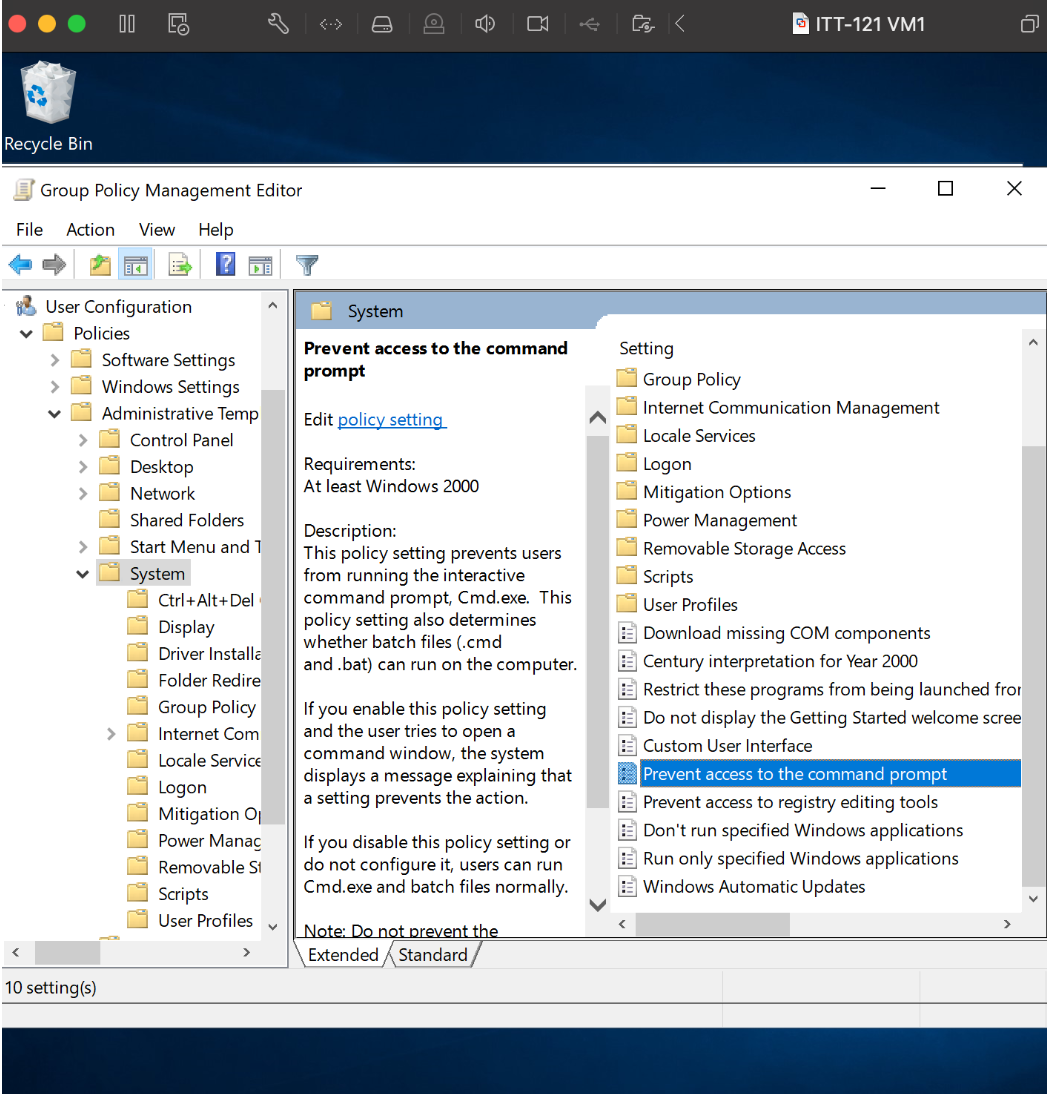 ITT-121 VM1
Recycle Bin
Group Policy Management Editor
File Action View Help
User Configuration
Policies
Software Settings
Windows Settings
Administrative Temp
Control Panel
Desktop
Network
Shared Folders
Start Menu and T
System
Ctrl+Alt+Del
Display
Driver Installa
Folder Redire
Group Policy
Internet Com
Locale Service
Logon
Mitigation O
Power Manag
Removable St
Scripts
User Profiles
System
Prevent access to the command
prompt
Edit policy setting
Requirements:
At least Windows 2000
Description:
This policy setting prevents users
from running the interactive
command prompt, Cmd.exe. This
policy setting also determines
whether batch files (.cmd
and .bat) can run on the computer.
If you enable this policy setting
and the user tries to open a
command window, the system
displays a message explaining that
a setting prevents the action.
If you disable this policy setting or
do not configure it, users can run
Cmd.exe and batch files normally.
Note: Do not prevent the
Setting
Group Policy
Internet Communication Management
Locale Services
Logon
Mitigation Options
Power Management
Removable Storage Access
Scripts
User Profiles
Download missing COM components
Century interpretation for Year 2000
Restrict these programs from being launched fror
Do not display the Getting Started welcome scree
Custom User Interface
Prevent access to the command prompt
Prevent access to registry editing tools
Don't run specified Windows applications
Run only specified Windows applications
Windows Automatic Updates
Extended Standard
10 setting(s)